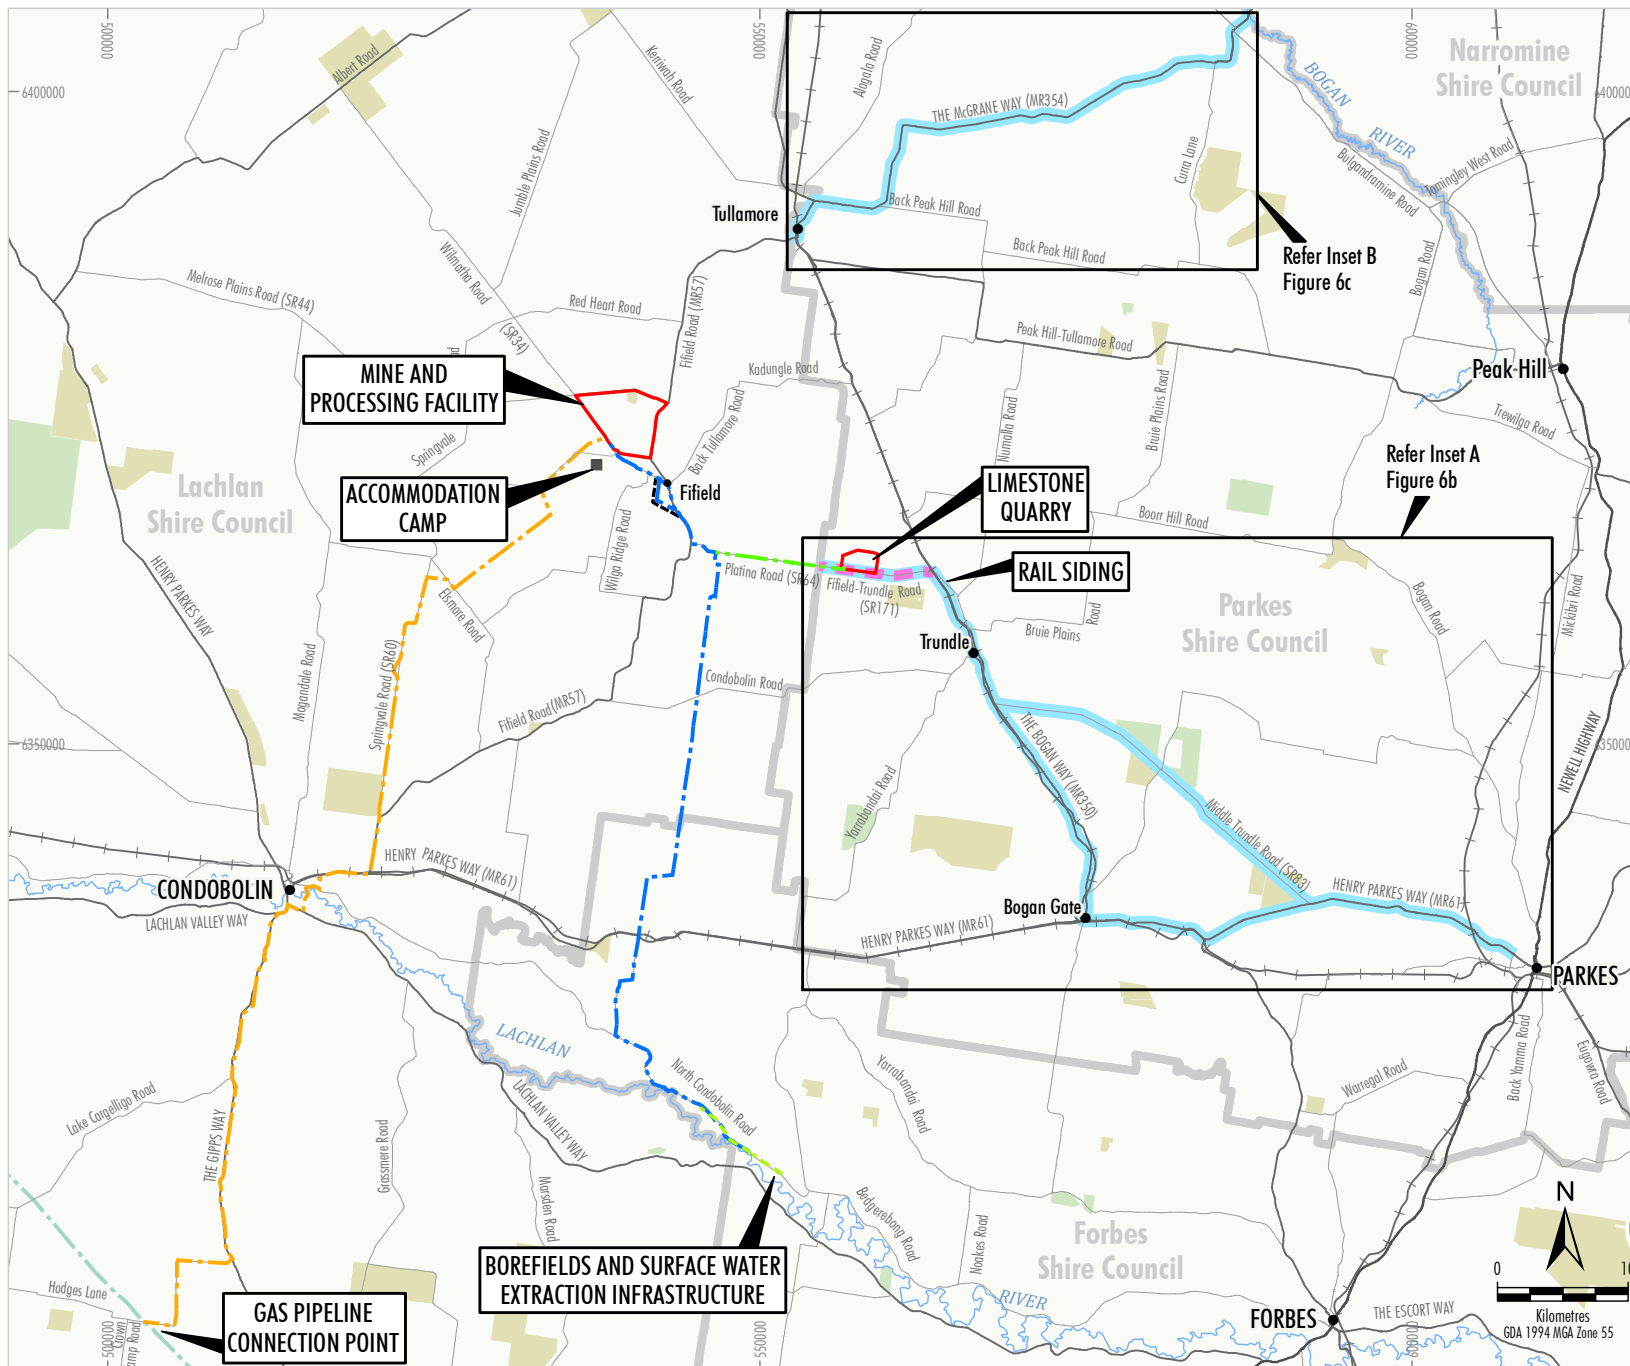 500000
550000
600000
6400000
6400000
Albert Road
Kerriwah Road
Alagala Road
Narromine
Shire Council
BOGAN
RIVER
THE McGRANE WAY (MR354)
Jumble Plains Road
Curra Lane
Bulgandramine Road
Tomingley West Road
Tullamore
Back Peak Hill Road
Back Peak Hill Road
Refer Inset B
Figure 6c
Bogan Road
Wilmatha Road
(SR34)
Melrose Plains Road (SR44)
Red Heart Road
Fifield Road (MR57)
Peak Hill-Tullamore Road
Kadungle Road
Peak Hill
MINE AND
PROCESSING FACILITY
Back Tullamore Road
Numalla Road
Bruie Plains Road
Trewilga Road
Springvale
Lachlan
Shire Council
ACCOMMODATION
CAMP
Fifield
LIMESTONE
QUARRY
Refer Inset A
Figure 6b
Boorr Hill Road
HENRY PARKES WAY
Wilga Ridge Road
Platina Road (SR64)
Fifield-Trundle Road
(SR171)
RAIL SIDING
Elsmore Road
Parkes
Shire Council
Bogan Road
Mickibri Road
Bruie Plains
Road
Trundle
Mogandale Road
Springvale Road (SR60)
Condobolin Road
Fifield Road (MR57)
6350000
THE BOGAN WAY (MR350)
Yarrabandai Road
Middle Trundle Road (SR83)
NEWELL HIGHWAY
HENRY PARKES WAY (MR61)
CONDOBOLIN
LACHLAN VALLEY WAY
Bogan Gate
HENRY PARKES WAY (MR61)
HENRY PARKES WAY (MR61)
PARKES
LACHLAN
North Condobolin Road
LACHLAN VALLEY WAY
Yarrabandai Road
Warregal Road
Back Yamma Road
Eugowra Road
Lake Cargelligo Road
THE GIPPS WAY
Grassmere Road
Marsden Road
Bedgerebong Road
Noakes Road
Forbes
Shire Council
N
BOREFIELDS AND SURFACE WATER
EXTRACTION INFRASTRUCTURE
RIVER
Hodges Lane
GAS PIPELINE
CONNECTION POINT
FORBES
THE ESCORT WAY
0
10
Kilometres
GDA 1994 MGA Zone 55
Crown
Camp Road
500000
550000
600000